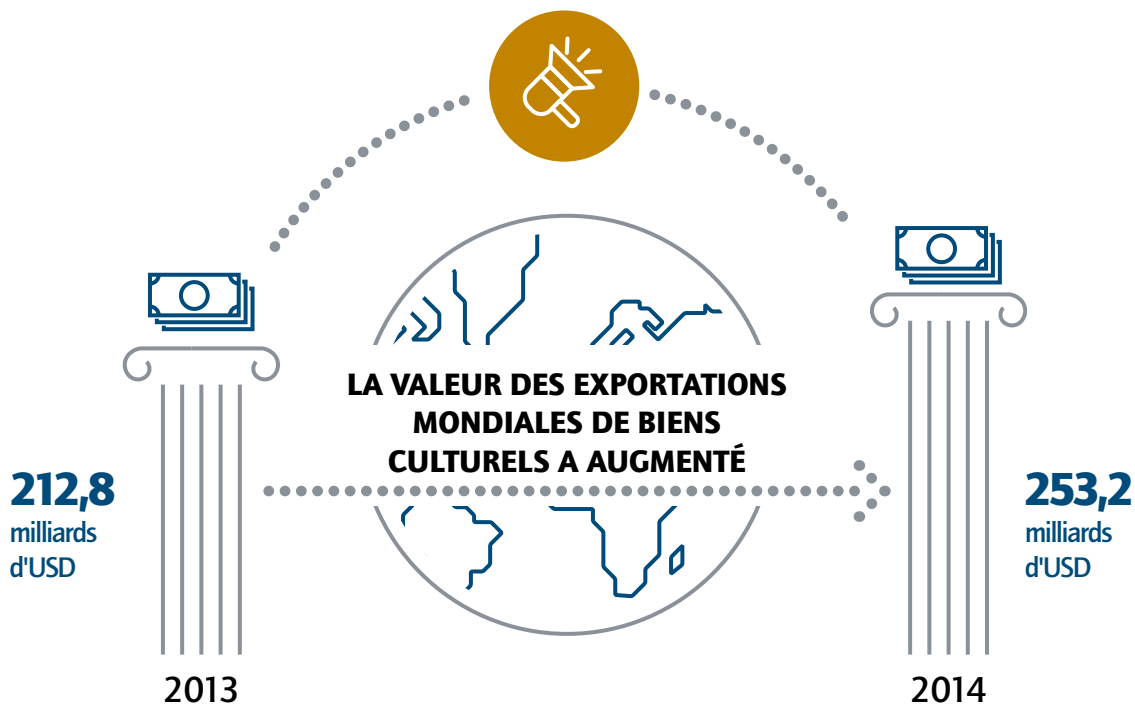 LA VALEUR DES EXPORTATIONS
MONDIALES DE BIENS
CULTURELS A AUGMENTÉ
212,8
milliards
d'USD
2013
253,2
milliards
d'USD
2014